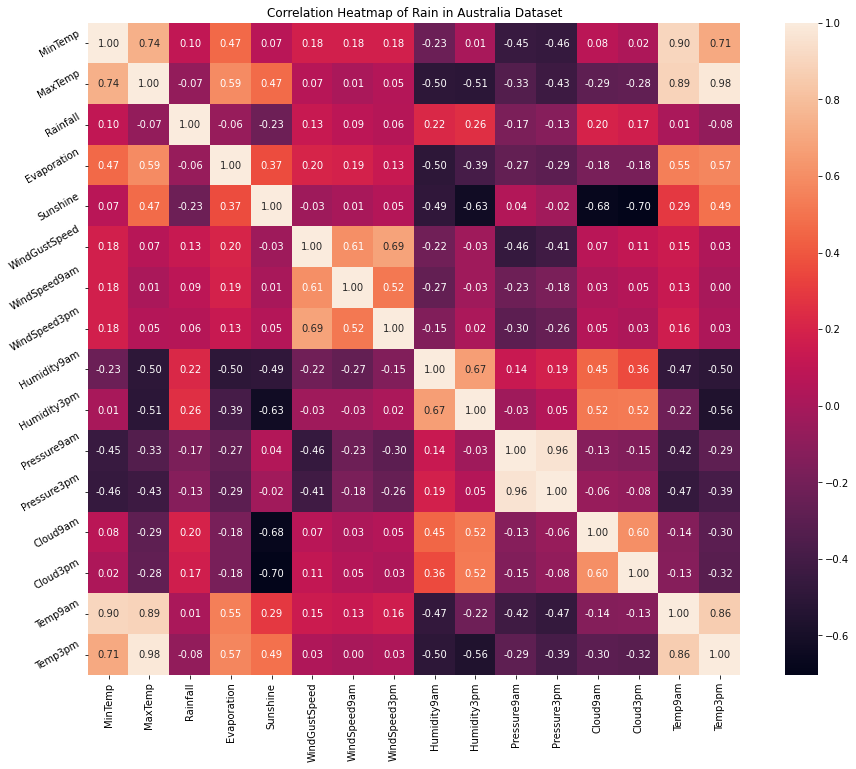 Correlation Heatmap of Rain in Australia Dataset
MinTemp 1.00 0.74 0.10 0.47 0.07 0.18 0.18 0.18 -0.23 0.01 -0.45 -0.46 0.08 0.02 0.90 0.71
MaxTemp 0.74 1.00 -0.07 0.59 0.47 0.07 0.01 0.05 -0.50 -0.51 -0.33 -0.43 -0.29 -0.28 0.89 0.98
Rainfall 0.10 -0.07 1.00 -0.06 -0.23 0.13 0.09 0.06 0.22 0.26 -0.17 -0.13 0.20 0.17 0.01 -0.08
Evaporation 0.47 0.59 -0.06 1.00 0.37 0.20 0.19 0.13 -0.50 -0.39 -0.27 -0.29 -0.18 -0.18 0.55 0.57
Sunshine 0.07 0.47 -0.23 0.37 1.00 -0.03 0.01 0.05 -0.49 -0.63 0.04 -0.02 -0.68 -0.70 0.29 0.49
WindGustSpeed 0.18 0.07 0.13 0.20 -0.03 1.00 0.61 0.69 -0.22 -0.03 -0.46 -0.41 0.07 0.11 0.15 0.03
WindSpeed9am 0.18 0.01 0.09 0.19 0.01 0.61 1.00 0.52 -0.27 -0.03 -0.23 -0.18 0.03 0.05 0.13 0.00
WindSpeed3pm 0.18 0.05 0.06 0.13 0.05 0.69 0.52 1.00 -0.15 0.02 -0.30 -0.26 0.05 0.03 0.16 0.03
Humidity9am -0.23 -0.50 0.22 -0.50 -0.49 -0.22 -0.27 -0.15 1.00 0.67 0.14 0.19 0.45 0.36 -0.47 -0.50
Humidity3pm 0.01 -0.51 0.26 -0.39 -0.63 -0.03 -0.03 0.02 0.67 1.00 -0.03 0.05 0.52 0.52 -0.22 -0.56
Pressure9am -0.45 -0.33 -0.17 -0.27 0.04 -0.46 -0.23 -0.30 0.14 -0.03 1.00 0.96 -0.13 -0.15 -0.42 -0.29
Pressure3pm -0.46 -0.43 -0.13 -0.29 -0.02 -0.41 -0.18 -0.26 0.19 0.05 0.96 1.00 -0.06 -0.08 -0.47 -0.39
Cloud9am 0.08 -0.29 0.20 -0.18 -0.68 0.07 0.03 0.05 0.45 0.52 -0.13 -0.06 1.00 0.60 -0.14 -0.30
Cloud3pm 0.02 -0.28 0.17 -0.18 -0.70 0.11 0.05 0.03 0.36 0.52 -0.15 -0.08 0.60 1.00 -0.13 -0.32
Temp9am 0.90 0.89 0.01 0.55 0.29 0.15 0.13 0.16 -0.47 -0.22 -0.42 -0.47 -0.14 -0.13 1.00 0.86
Temp3pm 0.71 0.98 -0.08 0.57 0.49 0.03 0.00 0.03 -0.50 -0.56 -0.29 -0.39 -0.30 -0.32 0.86 1.00
MinTemp MaxTemp Rainfall Evaporation Sunshine WindGustSpeed WindSpeed9am WindSpeed3pm Humidity9am Humidity3pm Pressure9am Pressure3pm Cloud9am Cloud3pm Temp9am Temp3pm
1.0
0.8
0.6
0.4
0.2
0.0
−0.2
−0.4
−0.6